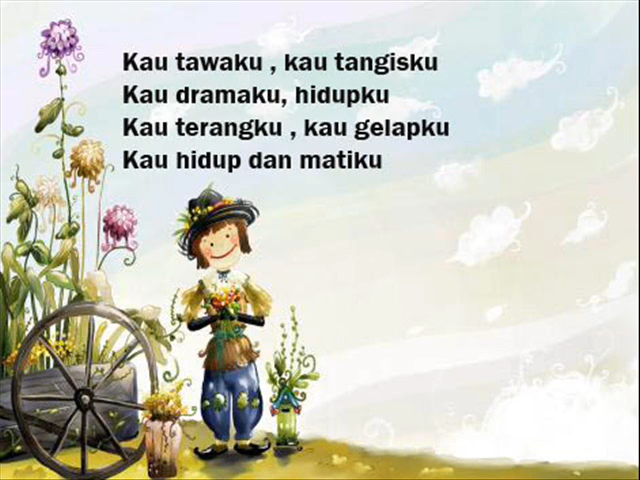 Kau tawaku , kau tangisku
Kau dramaku, hidupku
Kau terangku , kau gelapku
Kau hidup dan matiku